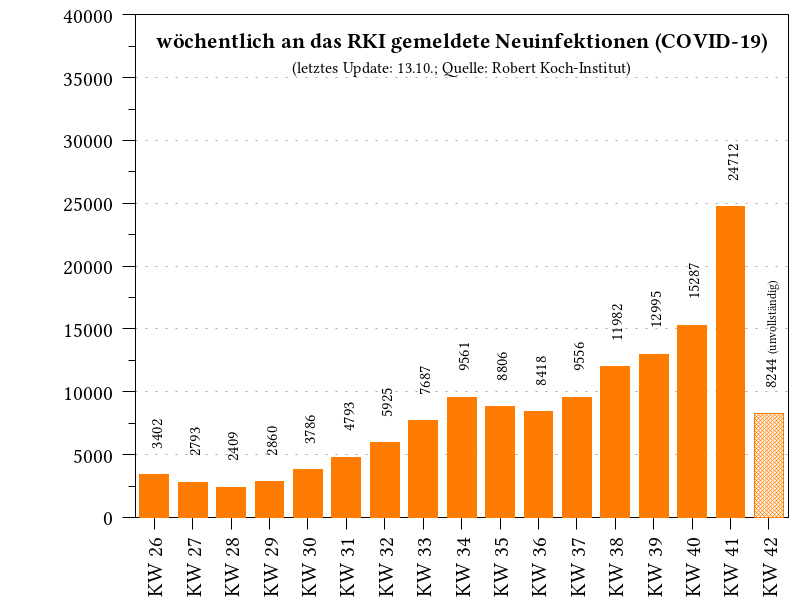 wöchentlich an das RKI gemeldete Neuinfektionen (COVID-19)
(letztes Update: 13.10.; Quelle: Robert Koch-Institut)
40000
35000
30000
25000
20000
15000
10000
5000
0
3402
2793
2409
2860
3786
4793
5925
7687
9561
8806
8418
9556
11982
12995
15287
24712
8244 (unvollständig)
KW 26
KW 27
KW 28
KW 29
KW 30
KW 31
KW 32
KW 33
KW 34
KW 35
KW 36
KW 37
KW 38
KW 39
KW 40
KW 41
KW 42